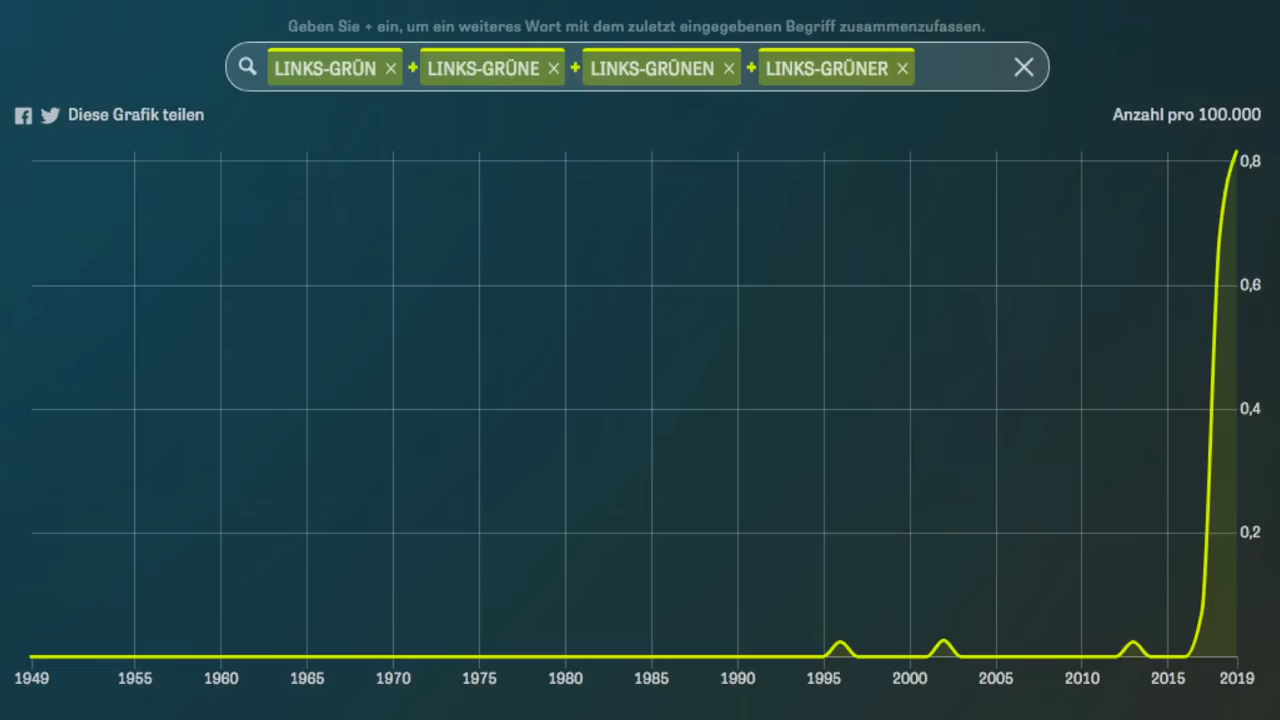 Geben Sie + ein, um ein weiteres Wort mit dem zuletzt eingegebenen Begriff zusammenzufassen.
LINKS-GRÜN × + LINKS-GRÜNE × + LINKS-GRÜNEN × + LINKS-GRÜNER ×
Diese Grafik teilen
Anzahl pro 100.000
0,8
0,6
0,4
0,2
1949 1955 1960 1965 1970 1975 1980 1985 1990 1995 2000 2005 2010 2015 2019